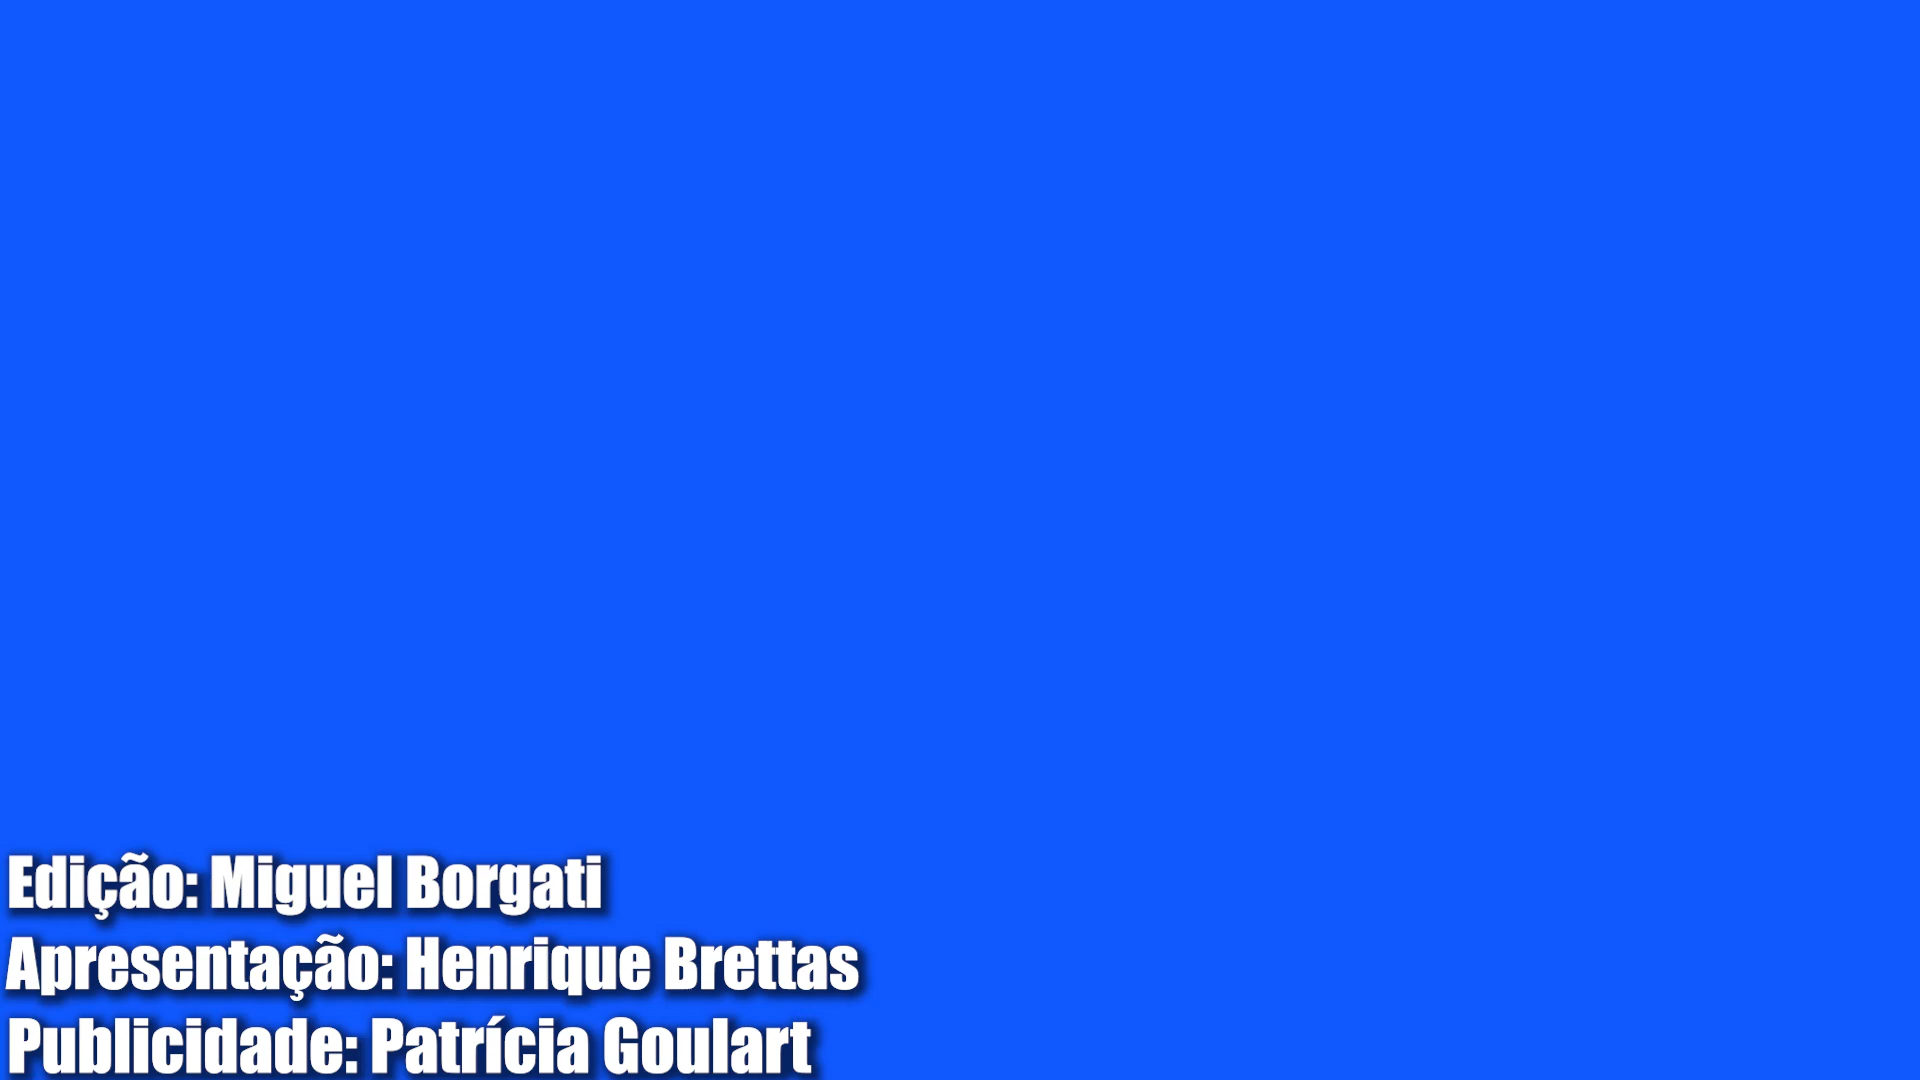 Edição: Miguel Borgati
Apresentação: Henrique Brettas
Publicidade: Patrícia Goulart